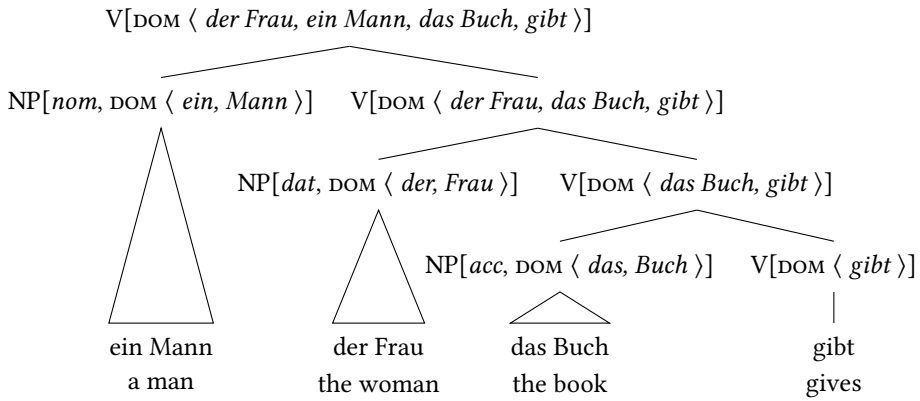 V[DOM ⟨ der Frau, ein Mann, das Buch, gibt ⟩]
NP[nom, DOM ⟨ ein, Mann ⟩] V[DOM ⟨ der Frau, das Buch, gibt ⟩]
NP[dat, DOM ⟨ der, Frau ⟩] V[DOM ⟨ das Buch, gibt ⟩]
NP[acc, DOM ⟨ das, Buch ⟩] V[DOM ⟨ gibt ⟩]
ein Mann der Frau das Buch gibt
a man the woman the book gives